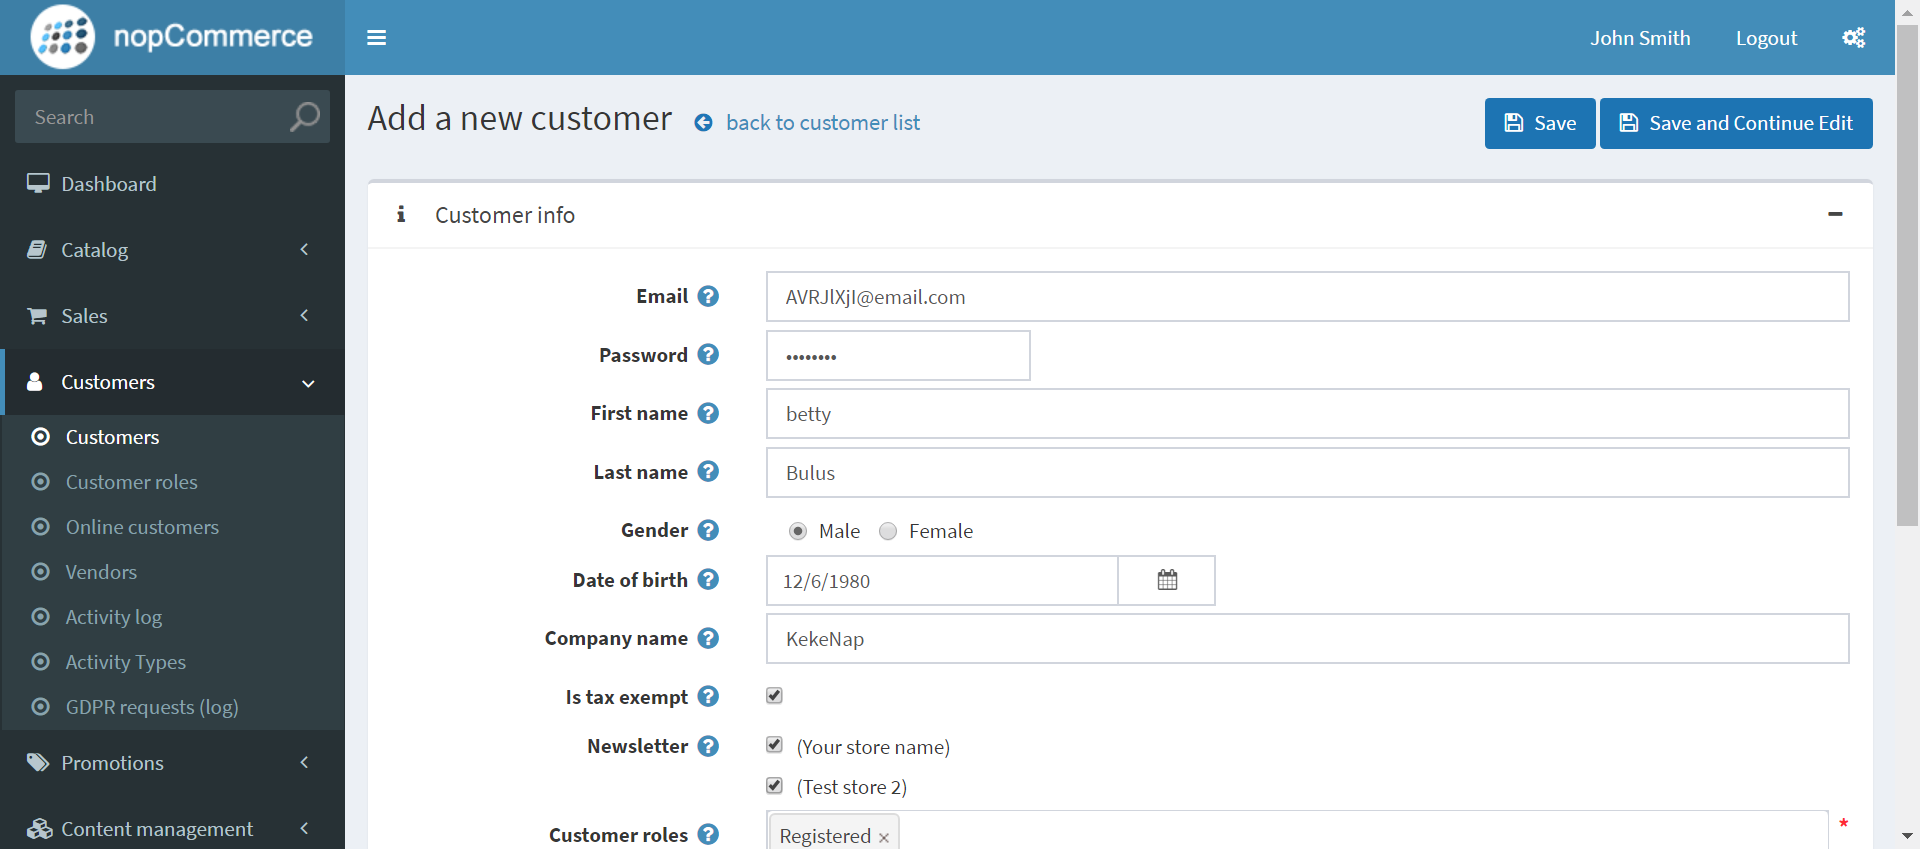 nopCommerce
John Smith
Logout
Search
Add a new customer
back to customer list
Save
Save and Continue Edit
Dashboard
Catalog
Sales
Customers
Customers
Customer roles
Online customers
Vendors
Activity log
Activity Types
GDPR requests (log)
Promotions
Content management
Customer info
Email
AVRJlXjI@email.com
Password
••••••••
First name
betty
Last name
Bulus
Gender
Male
Female
Date of birth
12/6/1980
Company name
KekeNap
Is tax exempt
Newsletter
(Your store name)
(Test store 2)
Customer roles
Registered ×
*